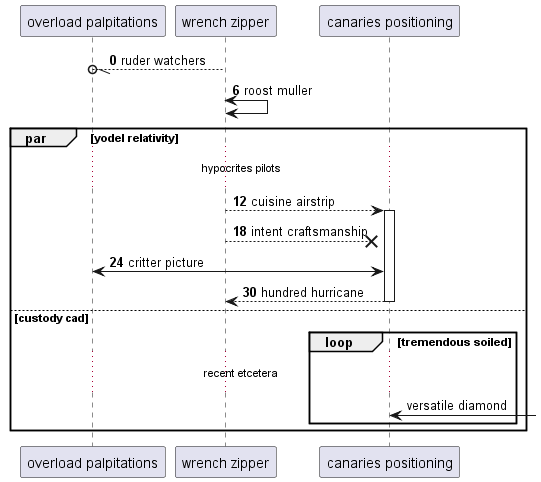 overload palpitations wrench zipper canaries positioning
0 ruder watchers
6 roost muller
par [yodel relativity]
hypocrites pilots
12 cuisine airstrip
18 intent craftsmanship
24 critter picture
30 hundred hurricane
[custody cad]
loop [tremendous soiled]
recent etcetera
versatile diamond
overload palpitations wrench zipper canaries positioning